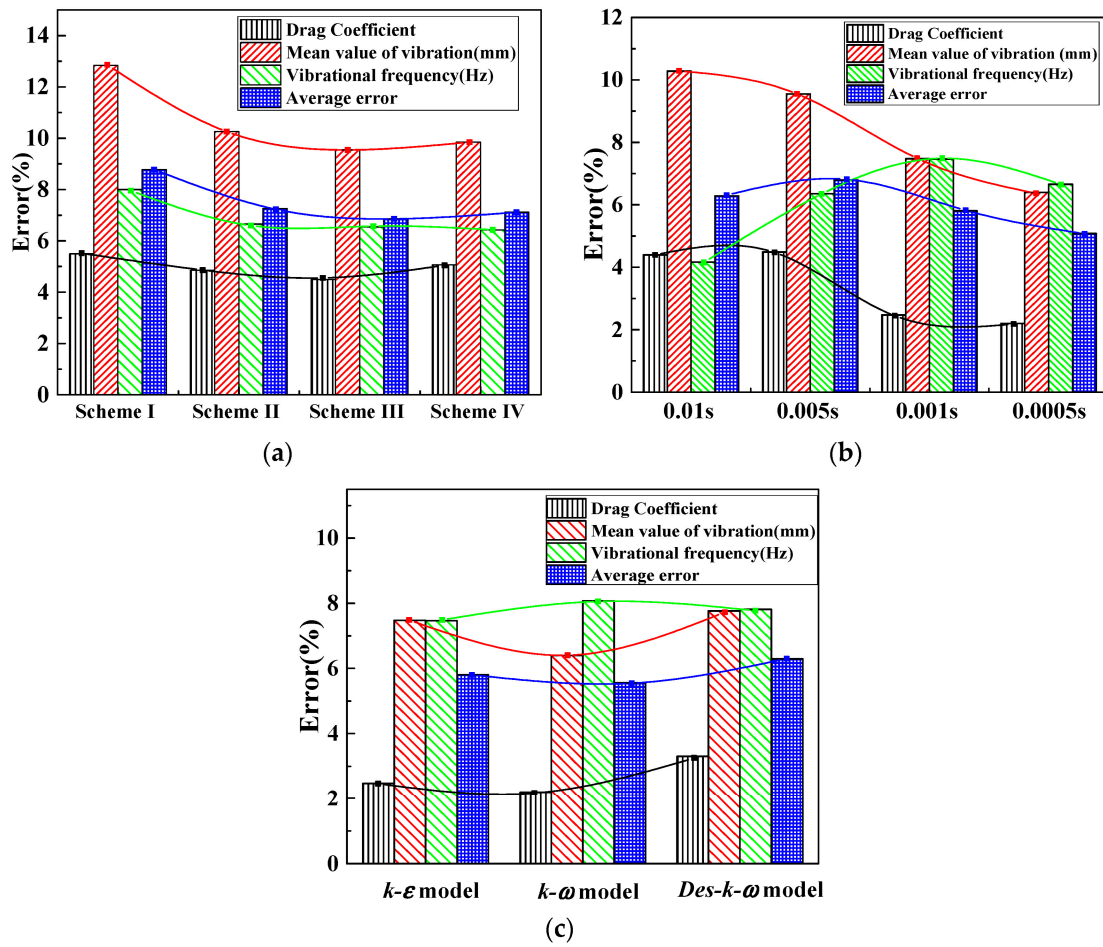 Error(%)
14
12
10
8
6
4
2
0
Drag Coefficient
Mean value of vibration(mm)
Vibrational frequency(Hz)
Average error
Scheme I
Scheme II
Scheme III
Scheme IV
(a)
Error(%)
12
10
8
6
4
2
0
Drag Coefficient
Mean value of vibration (mm)
Vibrational frequency(Hz)
Average error
0.01s
0.005s
0.001s
0.0005s
(b)
Error(%)
10
8
6
4
2
0
Drag Coefficient
Mean value of vibration(mm)
Vibrational frequency(Hz)
Average error
k-ε model
k-ω model
Des-k-ω model
(c)